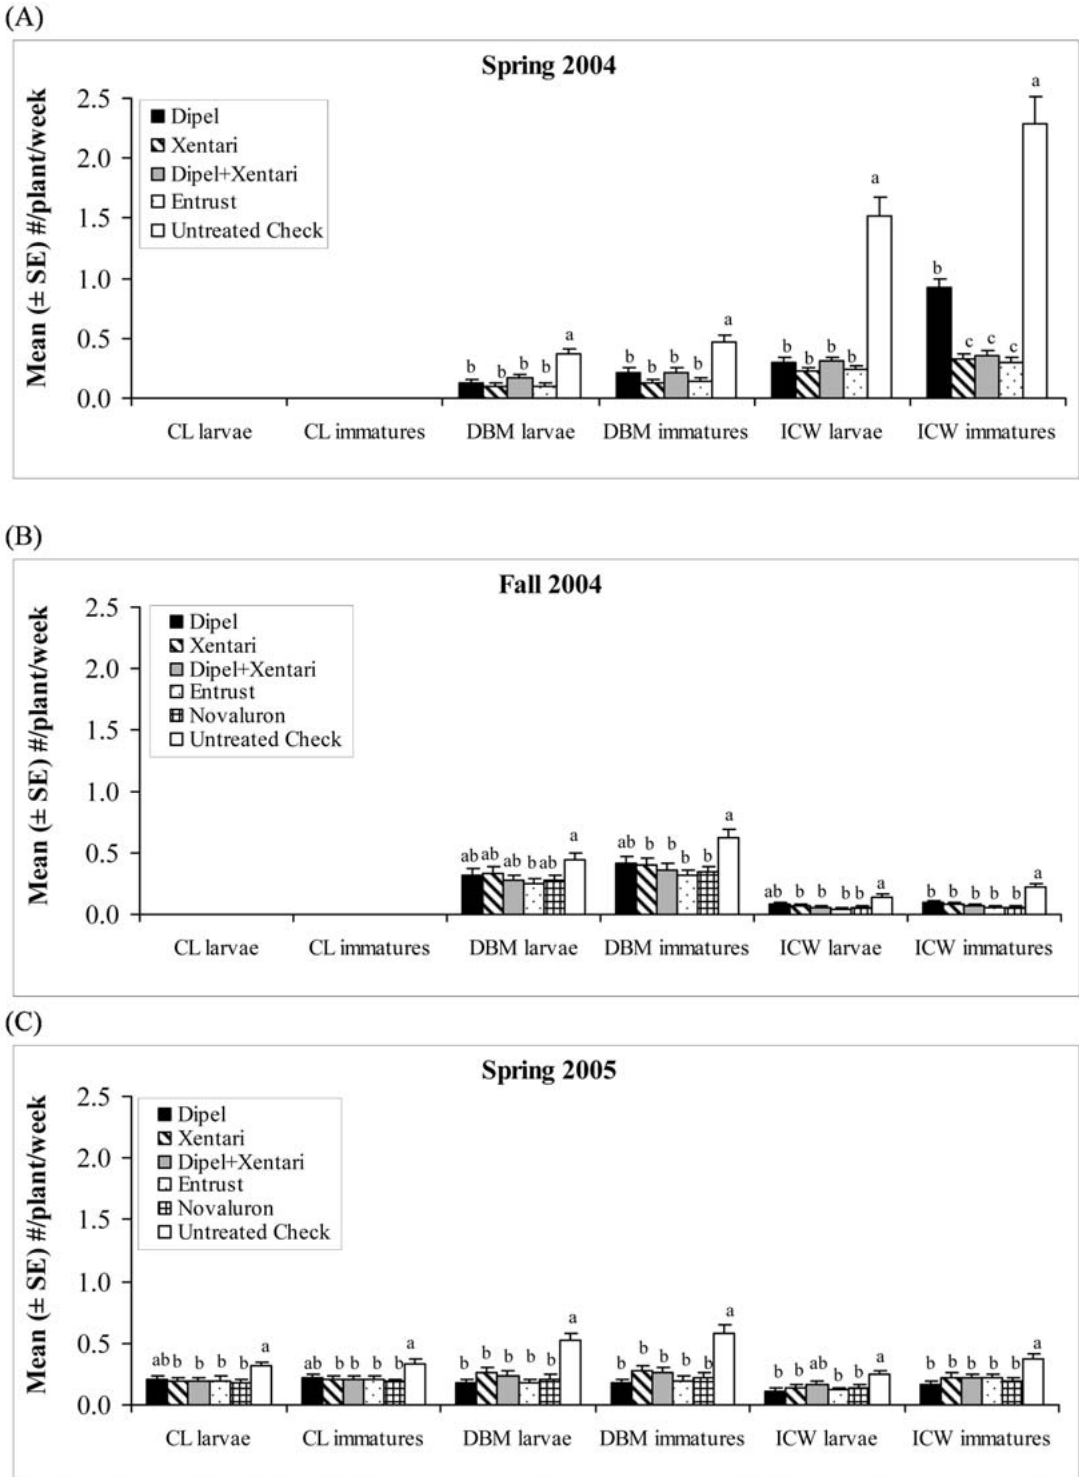 (A)
Spring 2004
Mean (± SE) #/plant/week
2.5
2.0
1.5
1.0
0.5
0.0
Dipel
Xentari
Dipel+Xentari
Entrust
Untreated Check
b b b b a
b b b b a
b b b b a
b c c c a
CL larvae CL immatures DBM larvae DBM immatures ICW larvae ICW immatures
(B)
Fall 2004
Mean (± SE) #/plant/week
2.5
2.0
1.5
1.0
0.5
0.0
Dipel
Xentari
Dipel+Xentari
Entrust
Novaluron
Untreated Check
ab ab ab b ab a
ab b b b b a
ab b b b b a
b b b b b a
CL larvae CL immatures DBM larvae DBM immatures ICW larvae ICW immatures
(C)
Spring 2005
Mean (± SE) #/plant/week
2.5
2.0
1.5
1.0
0.5
0.0
Dipel
Xentari
Dipel+Xentari
Entrust
Novaluron
Untreated Check
ab b b b b a
ab b b b b a
b b b b b a
b b b b b a
b b ab b b a
b b b b b a
CL larvae CL immatures DBM larvae DBM immatures ICW larvae ICW immatures